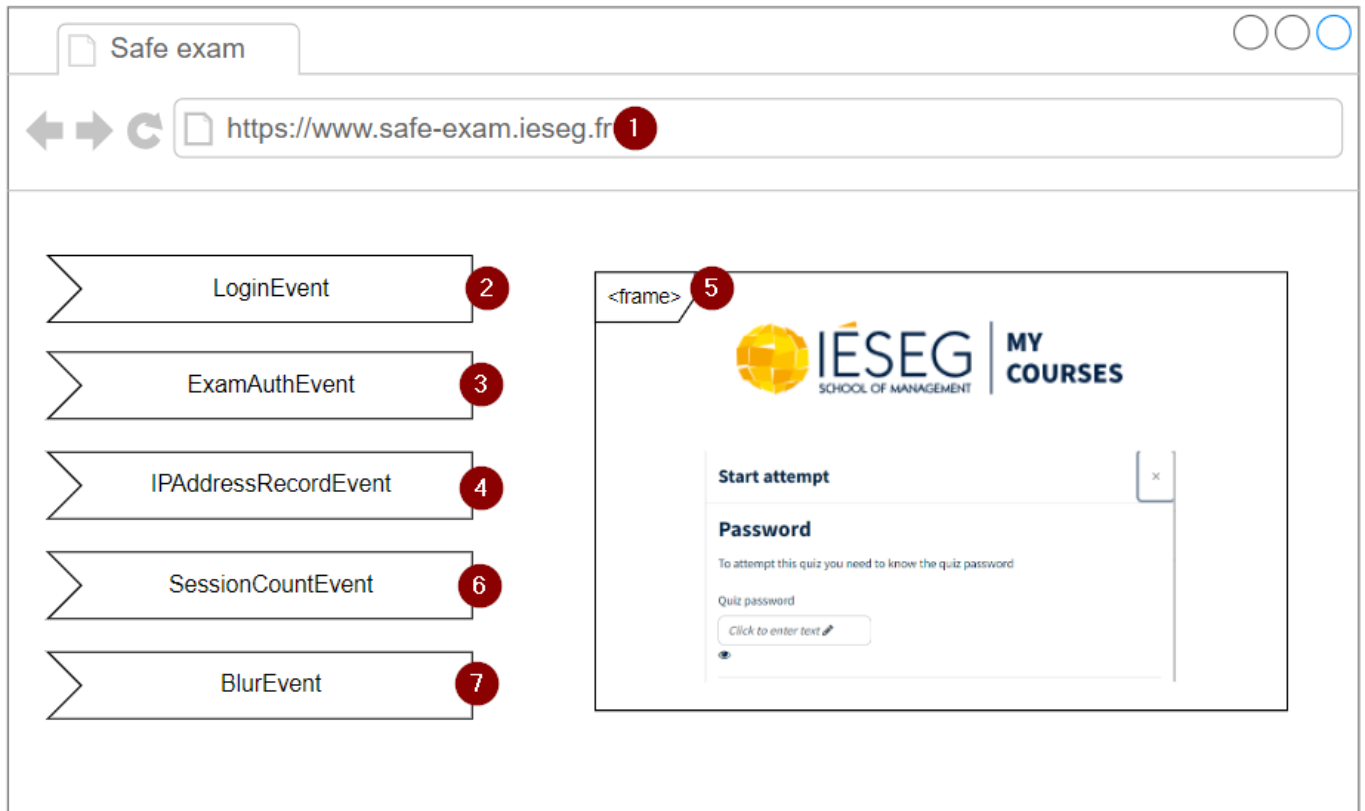 Safe exam
https://www.safe-exam.ieseg.fr 1
LoginEvent 2
ExamAuthEvent 3
IPAddressRecordEvent 4
SessionCountEvent 6
BlurEvent 7
<frame> 5
IÉSEG
SCHOOL OF MANAGEMENT
MY
COURSES
Start attempt
×
Password
To attempt this quiz you need to know the quiz password
Quiz password
Click to enter text